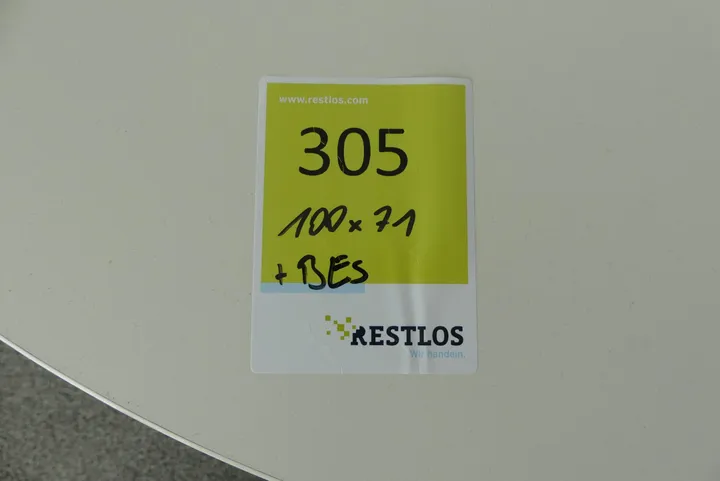 www.restlos.com
305
100x71
+ BES
RESTLOS
Wir handeln.